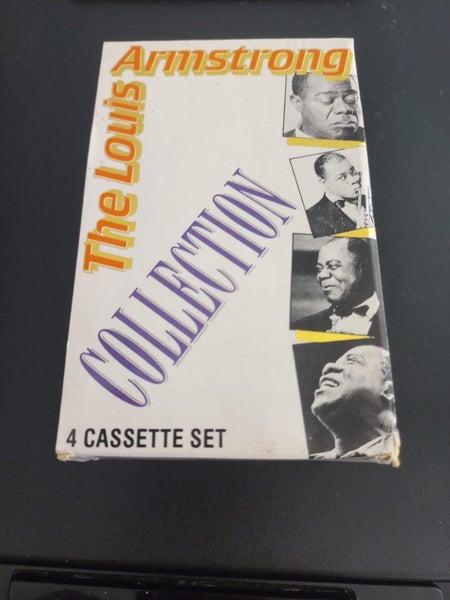 The Louis
Armstrong
COLLECTION
4 CASSETTE SET